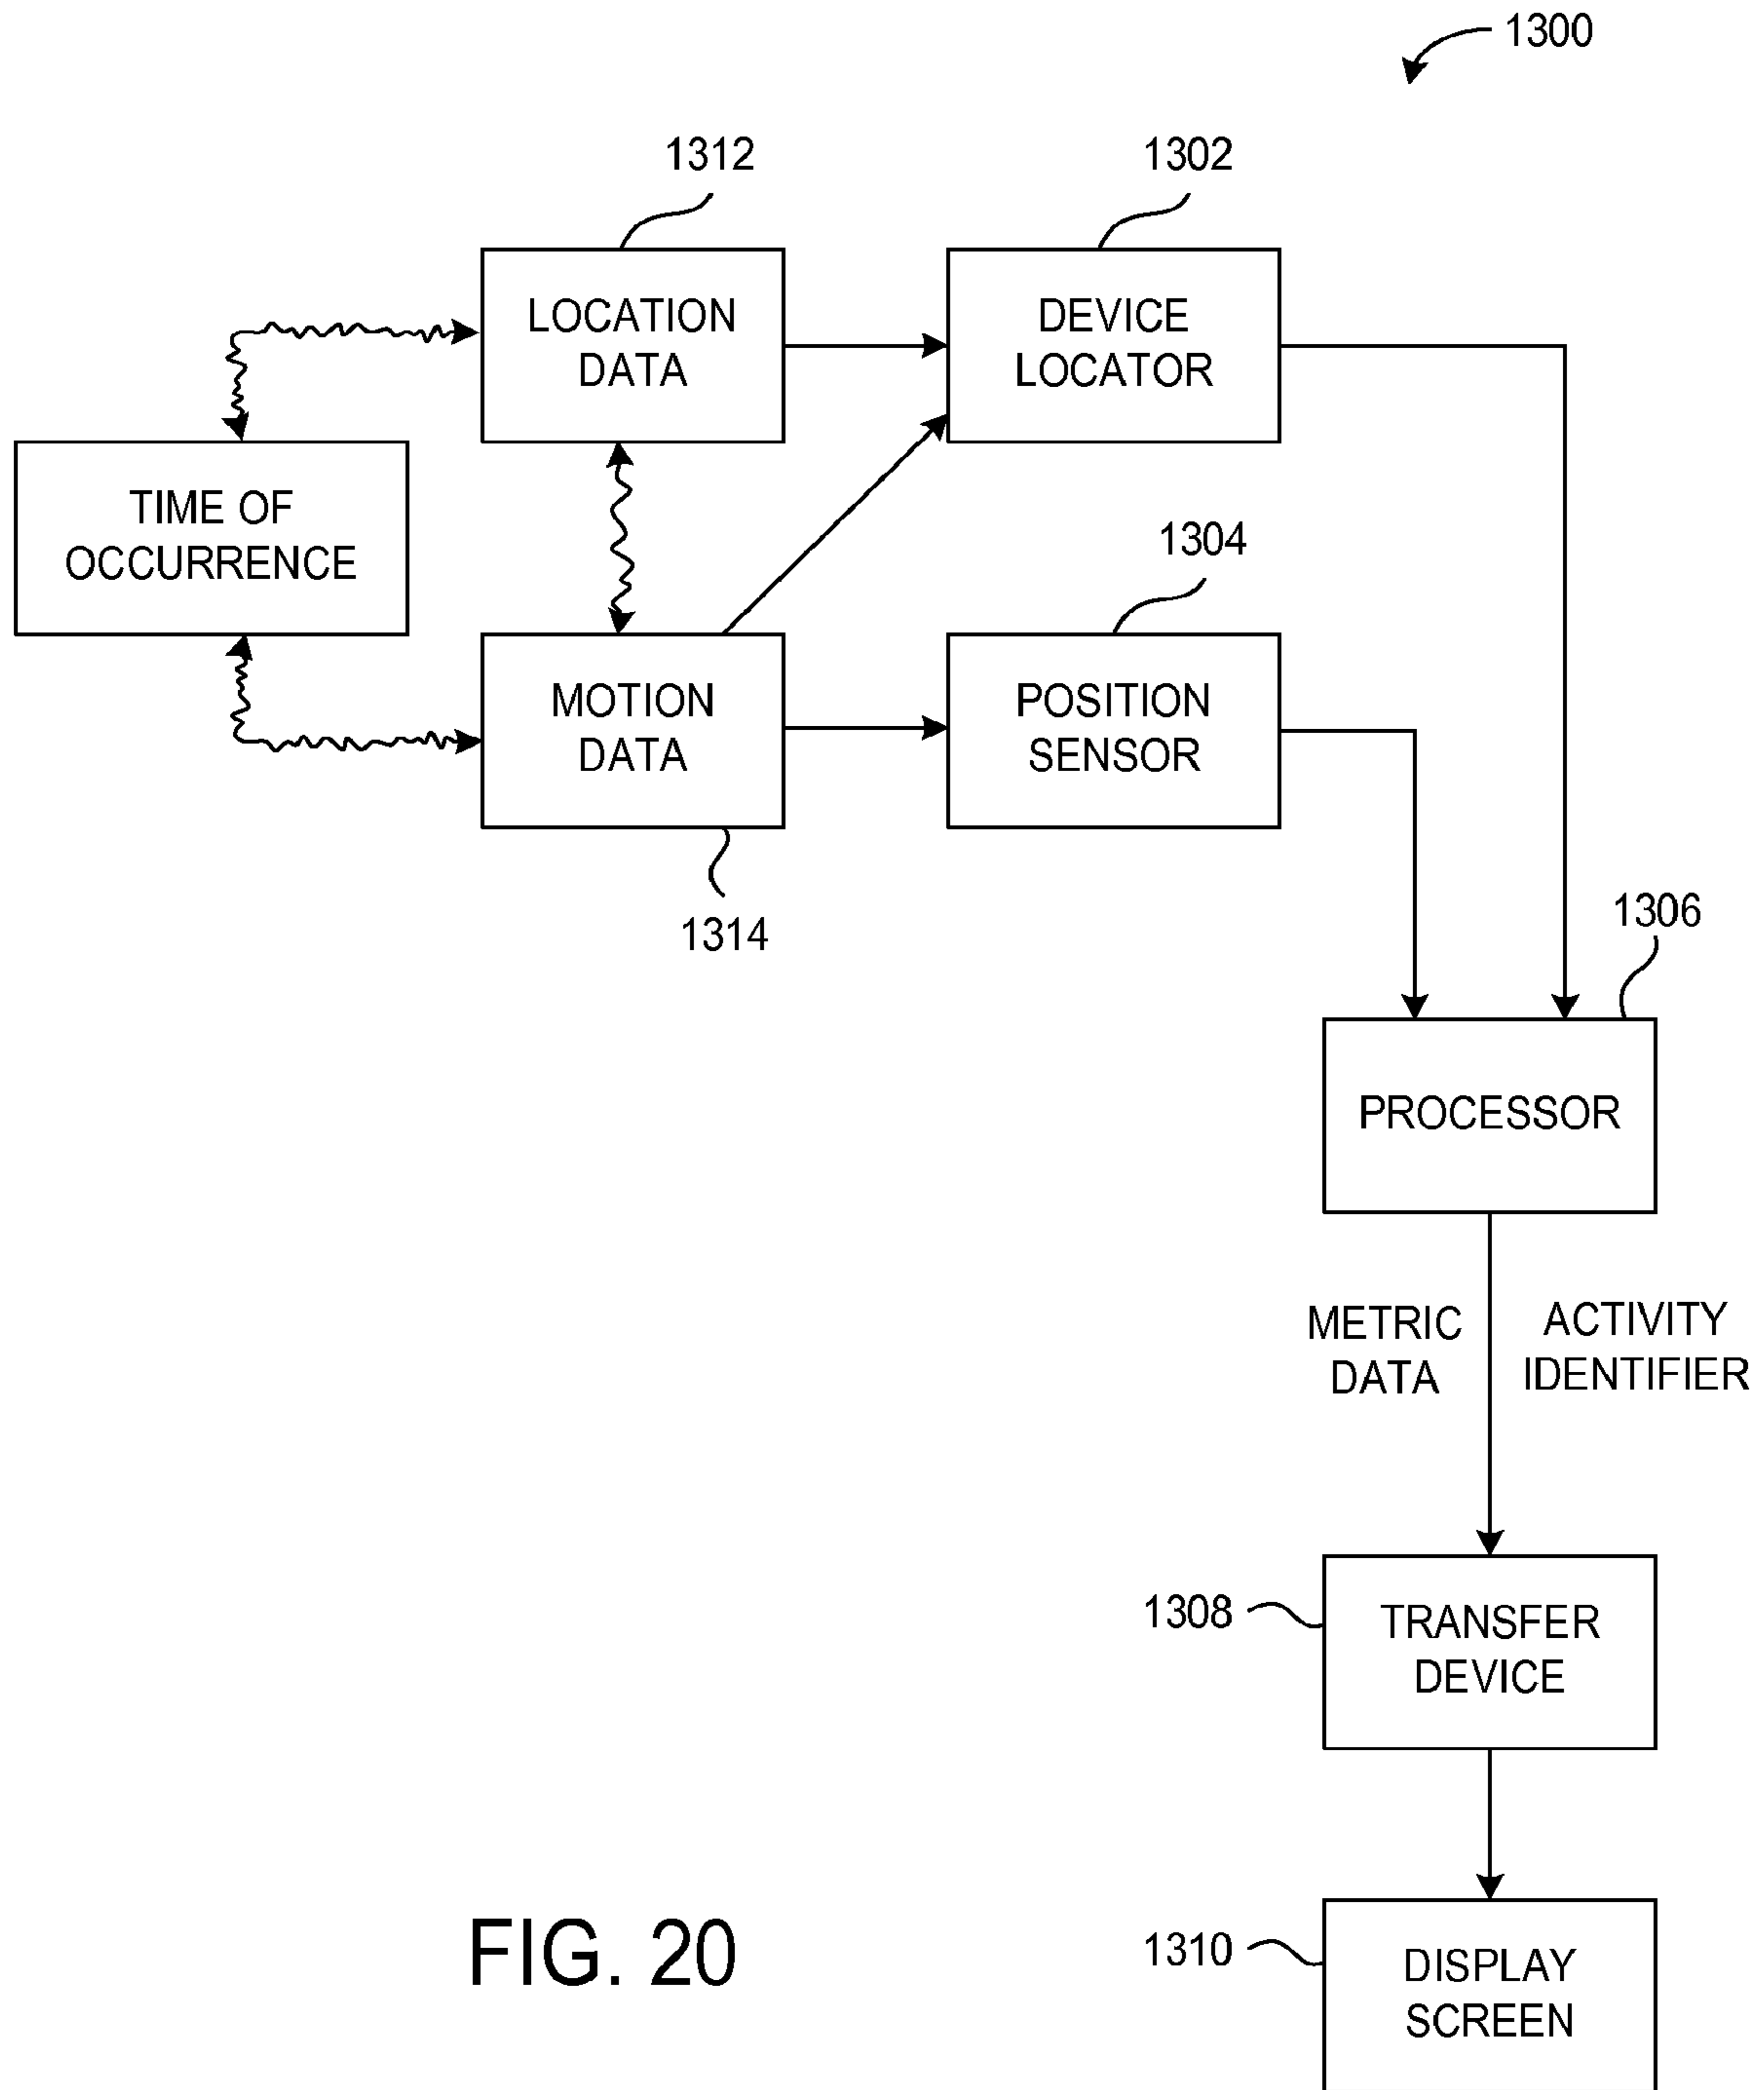 1300
1312
1302
LOCATION
DATA
DEVICE
LOCATOR
TIME OF
OCCURRENCE
1304
MOTION
DATA
POSITION
SENSOR
1314
1306
PROCESSOR
METRIC
DATA
ACTIVITY
IDENTIFIER
1308
TRANSFER
DEVICE
FIG. 20
1310
DISPLAY
SCREEN